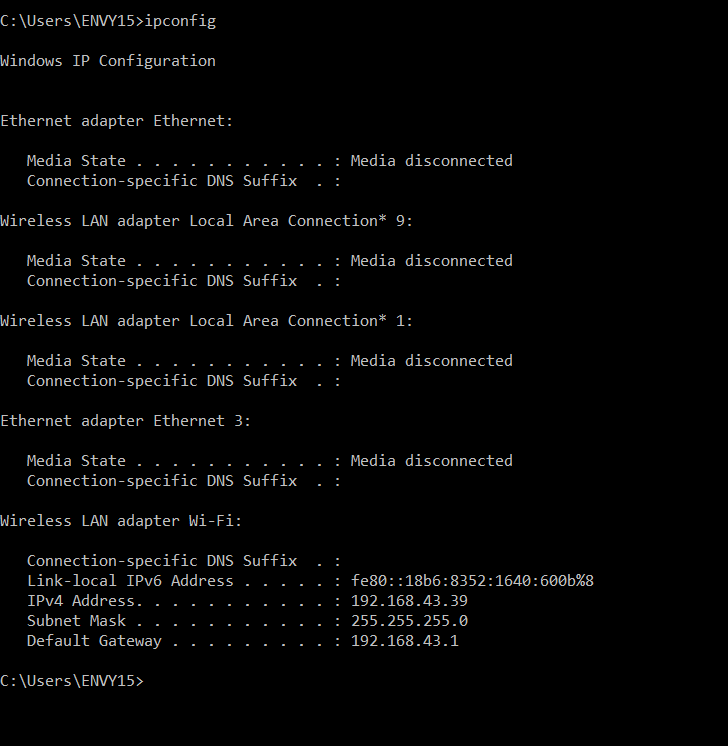 C:\Users\ENVY15>ipconfig
Windows IP Configuration
Ethernet adapter Ethernet:
   Media State . . . . . . . . . . . : Media disconnected
   Connection-specific DNS Suffix  . :
Wireless LAN adapter Local Area Connection* 9:
   Media State . . . . . . . . . . . : Media disconnected
   Connection-specific DNS Suffix  . :
Wireless LAN adapter Local Area Connection* 1:
   Media State . . . . . . . . . . . : Media disconnected
   Connection-specific DNS Suffix  . :
Ethernet adapter Ethernet 3:
   Media State . . . . . . . . . . . : Media disconnected
   Connection-specific DNS Suffix  . :
Wireless LAN adapter Wi-Fi:
   Connection-specific DNS Suffix  . :
   Link-local IPv6 Address . . . . . : fe80::18b6:8352:1640:600b%8
   IPv4 Address. . . . . . . . . . . : 192.168.43.39
   Subnet Mask . . . . . . . . . . . : 255.255.255.0
   Default Gateway . . . . . . . . . : 192.168.43.1
C:\Users\ENVY15>